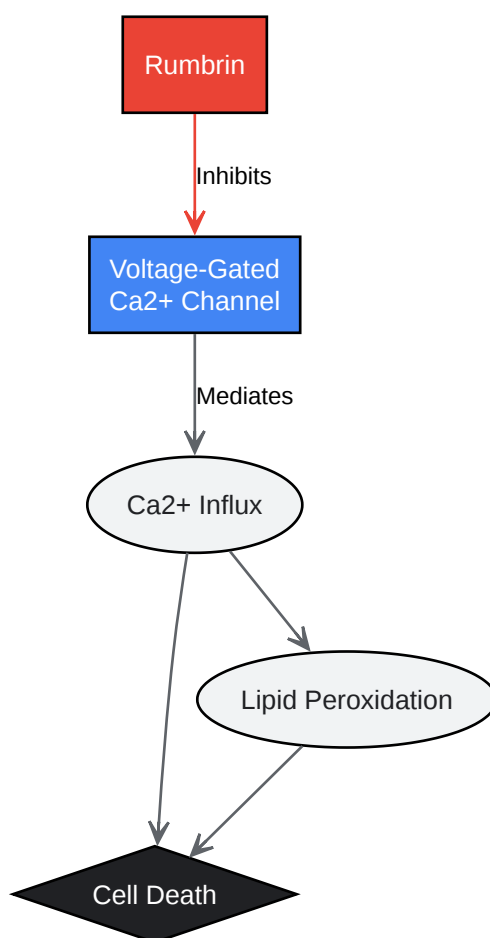 Rumbrin
Inhibits
Voltage-Gated
Ca2+ Channel
Mediates
Ca2+ Influx
Lipid Peroxidation
Cell Death